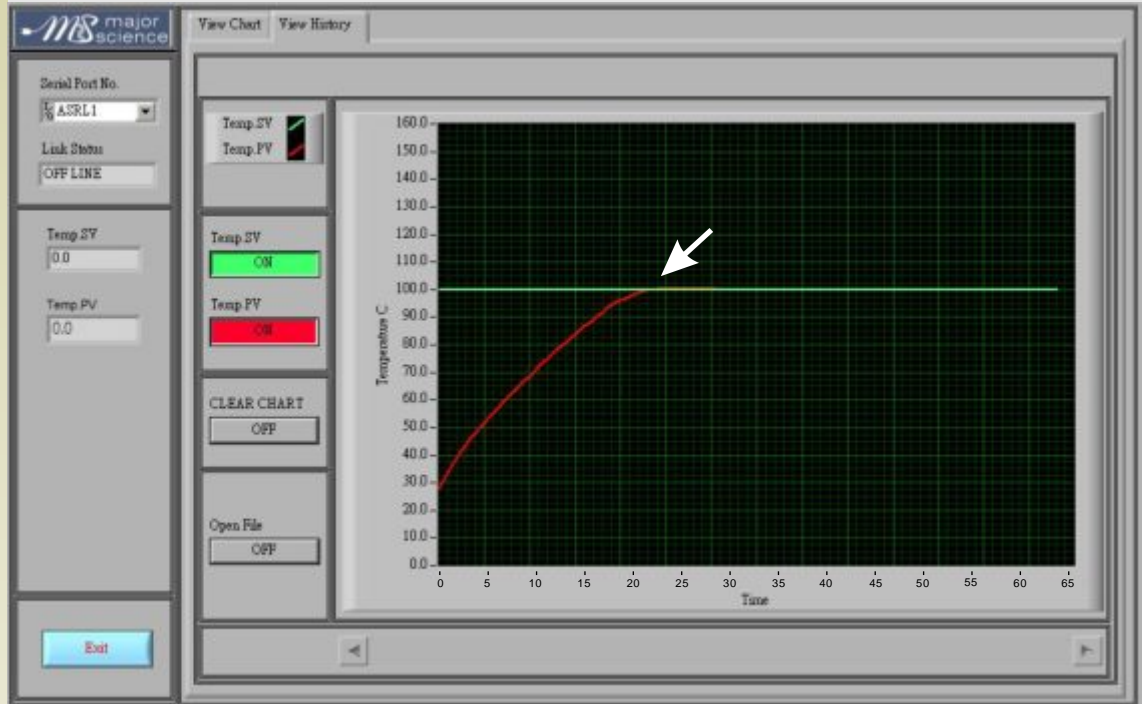 MS major science
View Chart View History
Serial Port No.
ASRL1
Link Status
OFF LINE
Temp.SV
0.0
Temp.PV
0.0
Exit
Temp.SV
Temp.PV
Temp.SV
ON
Temp.PV
ON
CLEAR CHART
OFF
Open File
OFF
Temperature C
160.0
150.0
140.0
130.0
120.0
110.0
100.0
90.0
80.0
70.0
60.0
50.0
40.0
30.0
20.0
10.0
0.0
0 5 10 15 20 25 30 35 40 45 50 55 60 65
Time